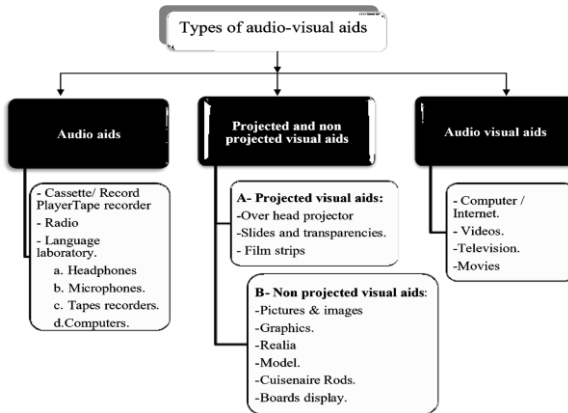 Types of audio-visual aids
Audio aids
- Cassette/ Record
PlayerTape recorder
- Radio
- Language
laboratory.
a. Headphones
b. Microphones.
c. Tapes recorders.
d.Computers.
Projected and non
projected visual aids
A- Projected visual aids:
-Over head projector
-Slides and transparencies.
- Film strips
B- Non projected visual aids:
-Pictures & images
-Graphics.
-Realia
-Model.
-Cuisenaire Rods.
-Boards display.
Audio visual aids
- Computer /
Internet.
- Videos.
-Television.
-Movies